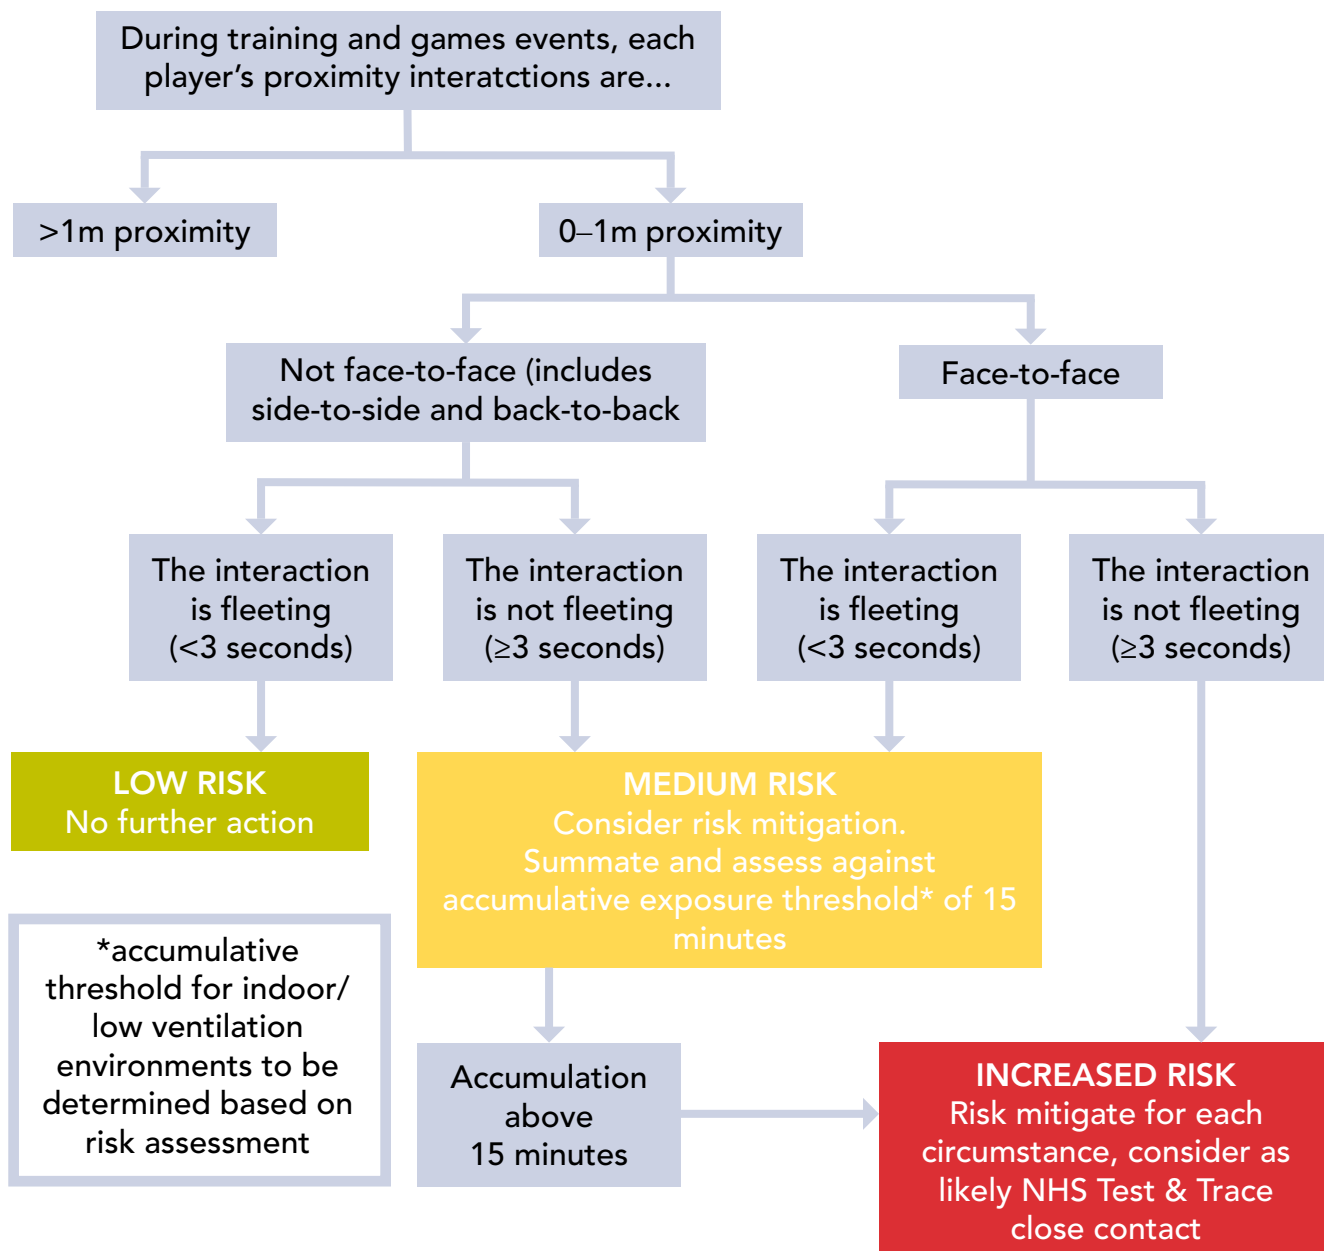 During training and games events, each
player's proximity interatctions are...
>1m proximity
0–1m proximity
Not face-to-face (includes
side-to-side and back-to-back
Face-to-face
The interaction
is fleeting
(<3 seconds)
The interaction
is not fleeting
(≥3 seconds)
The interaction
is fleeting
(<3 seconds)
The interaction
is not fleeting
(≥3 seconds)
LOW RISK
No further action
MEDIUM RISK
Consider risk mitigation.
Summate and assess against
accumulative exposure threshold* of 15
minutes
*accumulative
threshold for indoor/
low ventilation
environments to be
determined based on
risk assessment
Accumulation
above
15 minutes
INCREASED RISK
Risk mitigate for each
circumstance, consider as
likely NHS Test & Trace
close contact